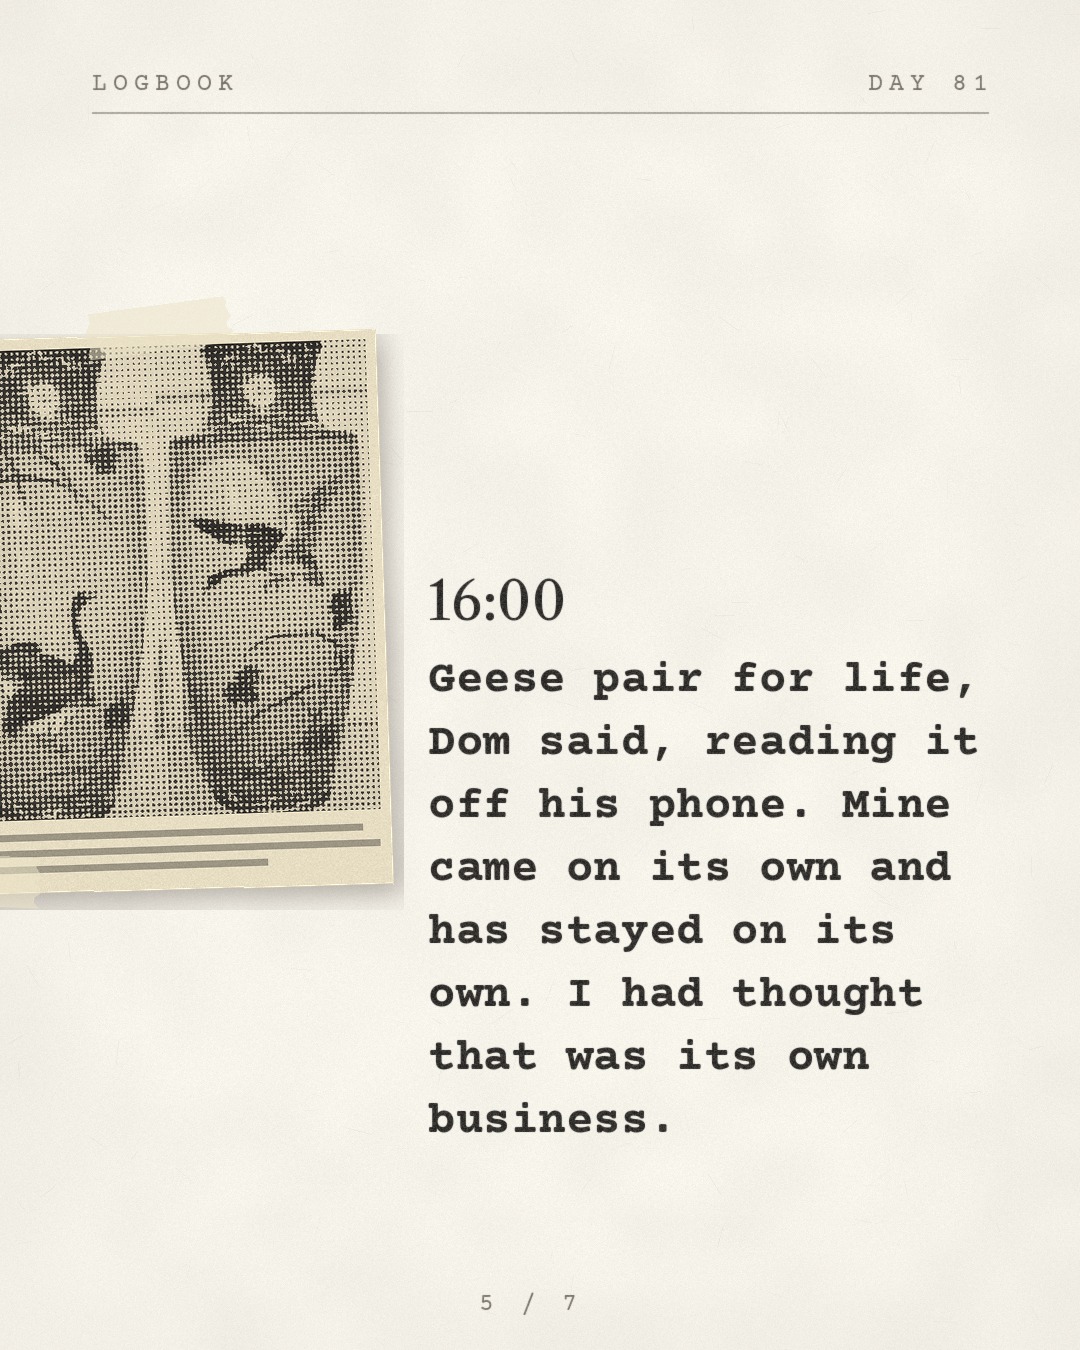 LOGBOOK
DAY 81
16:00
Geese pair for life,
Dom said, reading it
off his phone. Mine
came on its own and
has stayed on its
own. I had thought
that was its own
business.
5 / 7